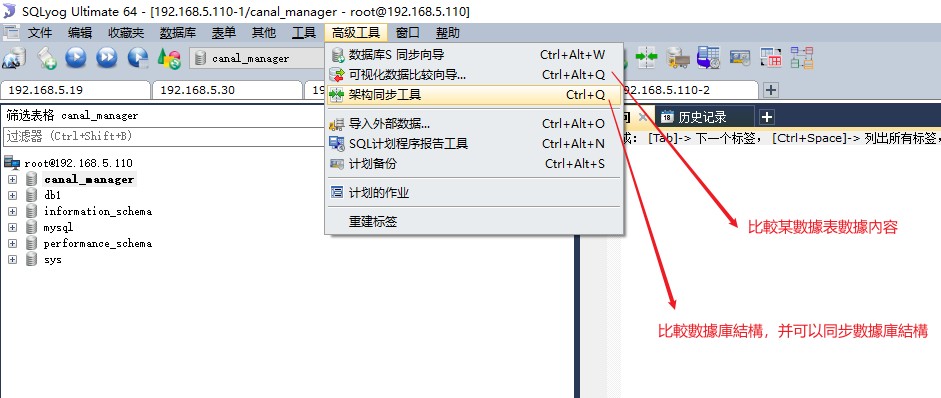 SQLyog Ultimate 64 - [192.168.5.110-1/canal_manager - root@192.168.5.110]
文件 编辑 收藏夹 数据库 表单 其他 工具 高级工具 窗口 帮助
canal_manager
192.168.5.19 192.168.5.30 19 2.168.5.110-2
筛选表格 canal_manager
过滤器 (Ctrl+Shift+B)
root@192.168.5.110
canal_manager
db1
information_schema
mysql
performance_schema
sys
数据库S 同步向导 Ctrl+Alt+W
可视化数据比较向导... Ctrl+Alt+Q
架构同步工具 Ctrl+Q
导入外部数据... Ctrl+Alt+O
SQL计划程序报告工具 Ctrl+Alt+N
计划备份 Ctrl+Alt+S
计划的作业
重建标签
历史记录
: [Tab]-> 下一个标签, [Ctrl+Space]-> 列出所有标签,
比較某數據表數據内容
比較數據庫結構，并可以同步數據庫結構